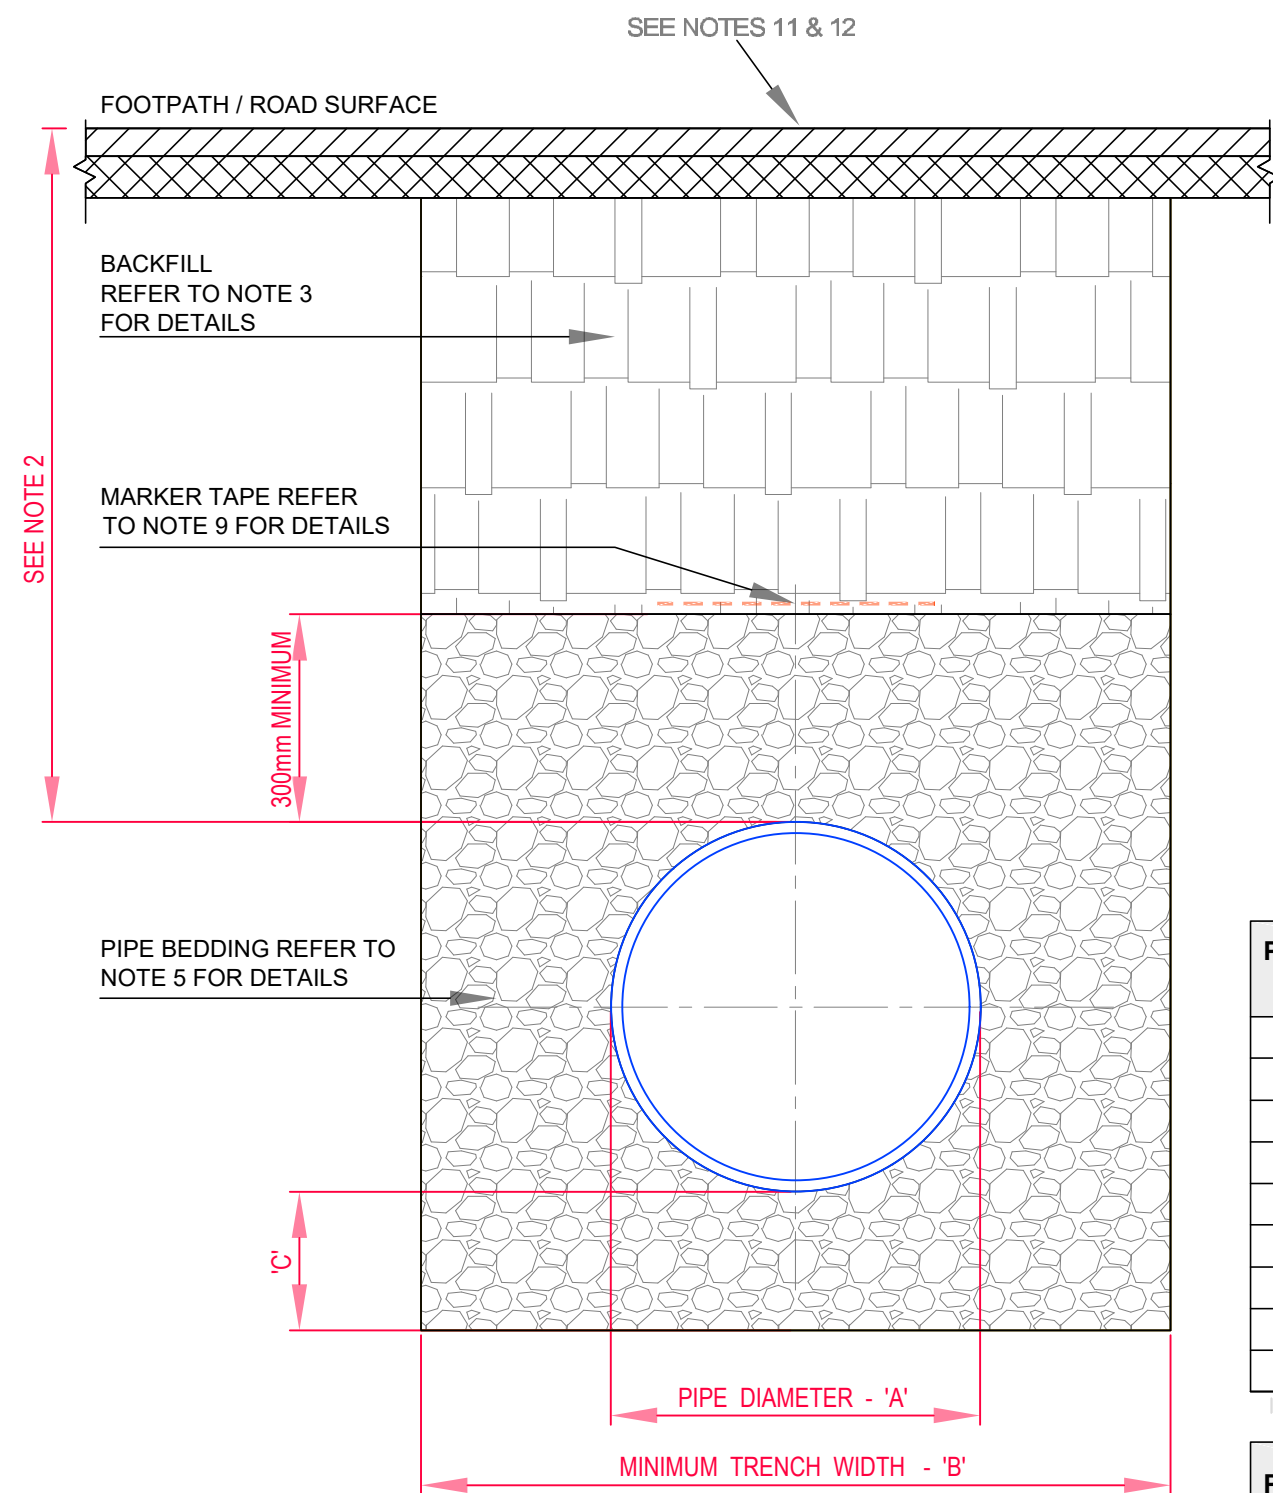 SEE NOTES 11 & 12
FOOTPATH / ROAD SURFACE
BACKFILL
REFER TO NOTE 3
FOR DETAILS
SEE NOTE 2
MARKER TAPE REFER
TO NOTE 9 FOR DETAILS
300mm MINIMUM
PIPE BEDDING REFER TO
NOTE 5 FOR DETAILS
'C'
PIPE DIAMETER - 'A'
MINIMUM TRENCH WIDTH - 'B'